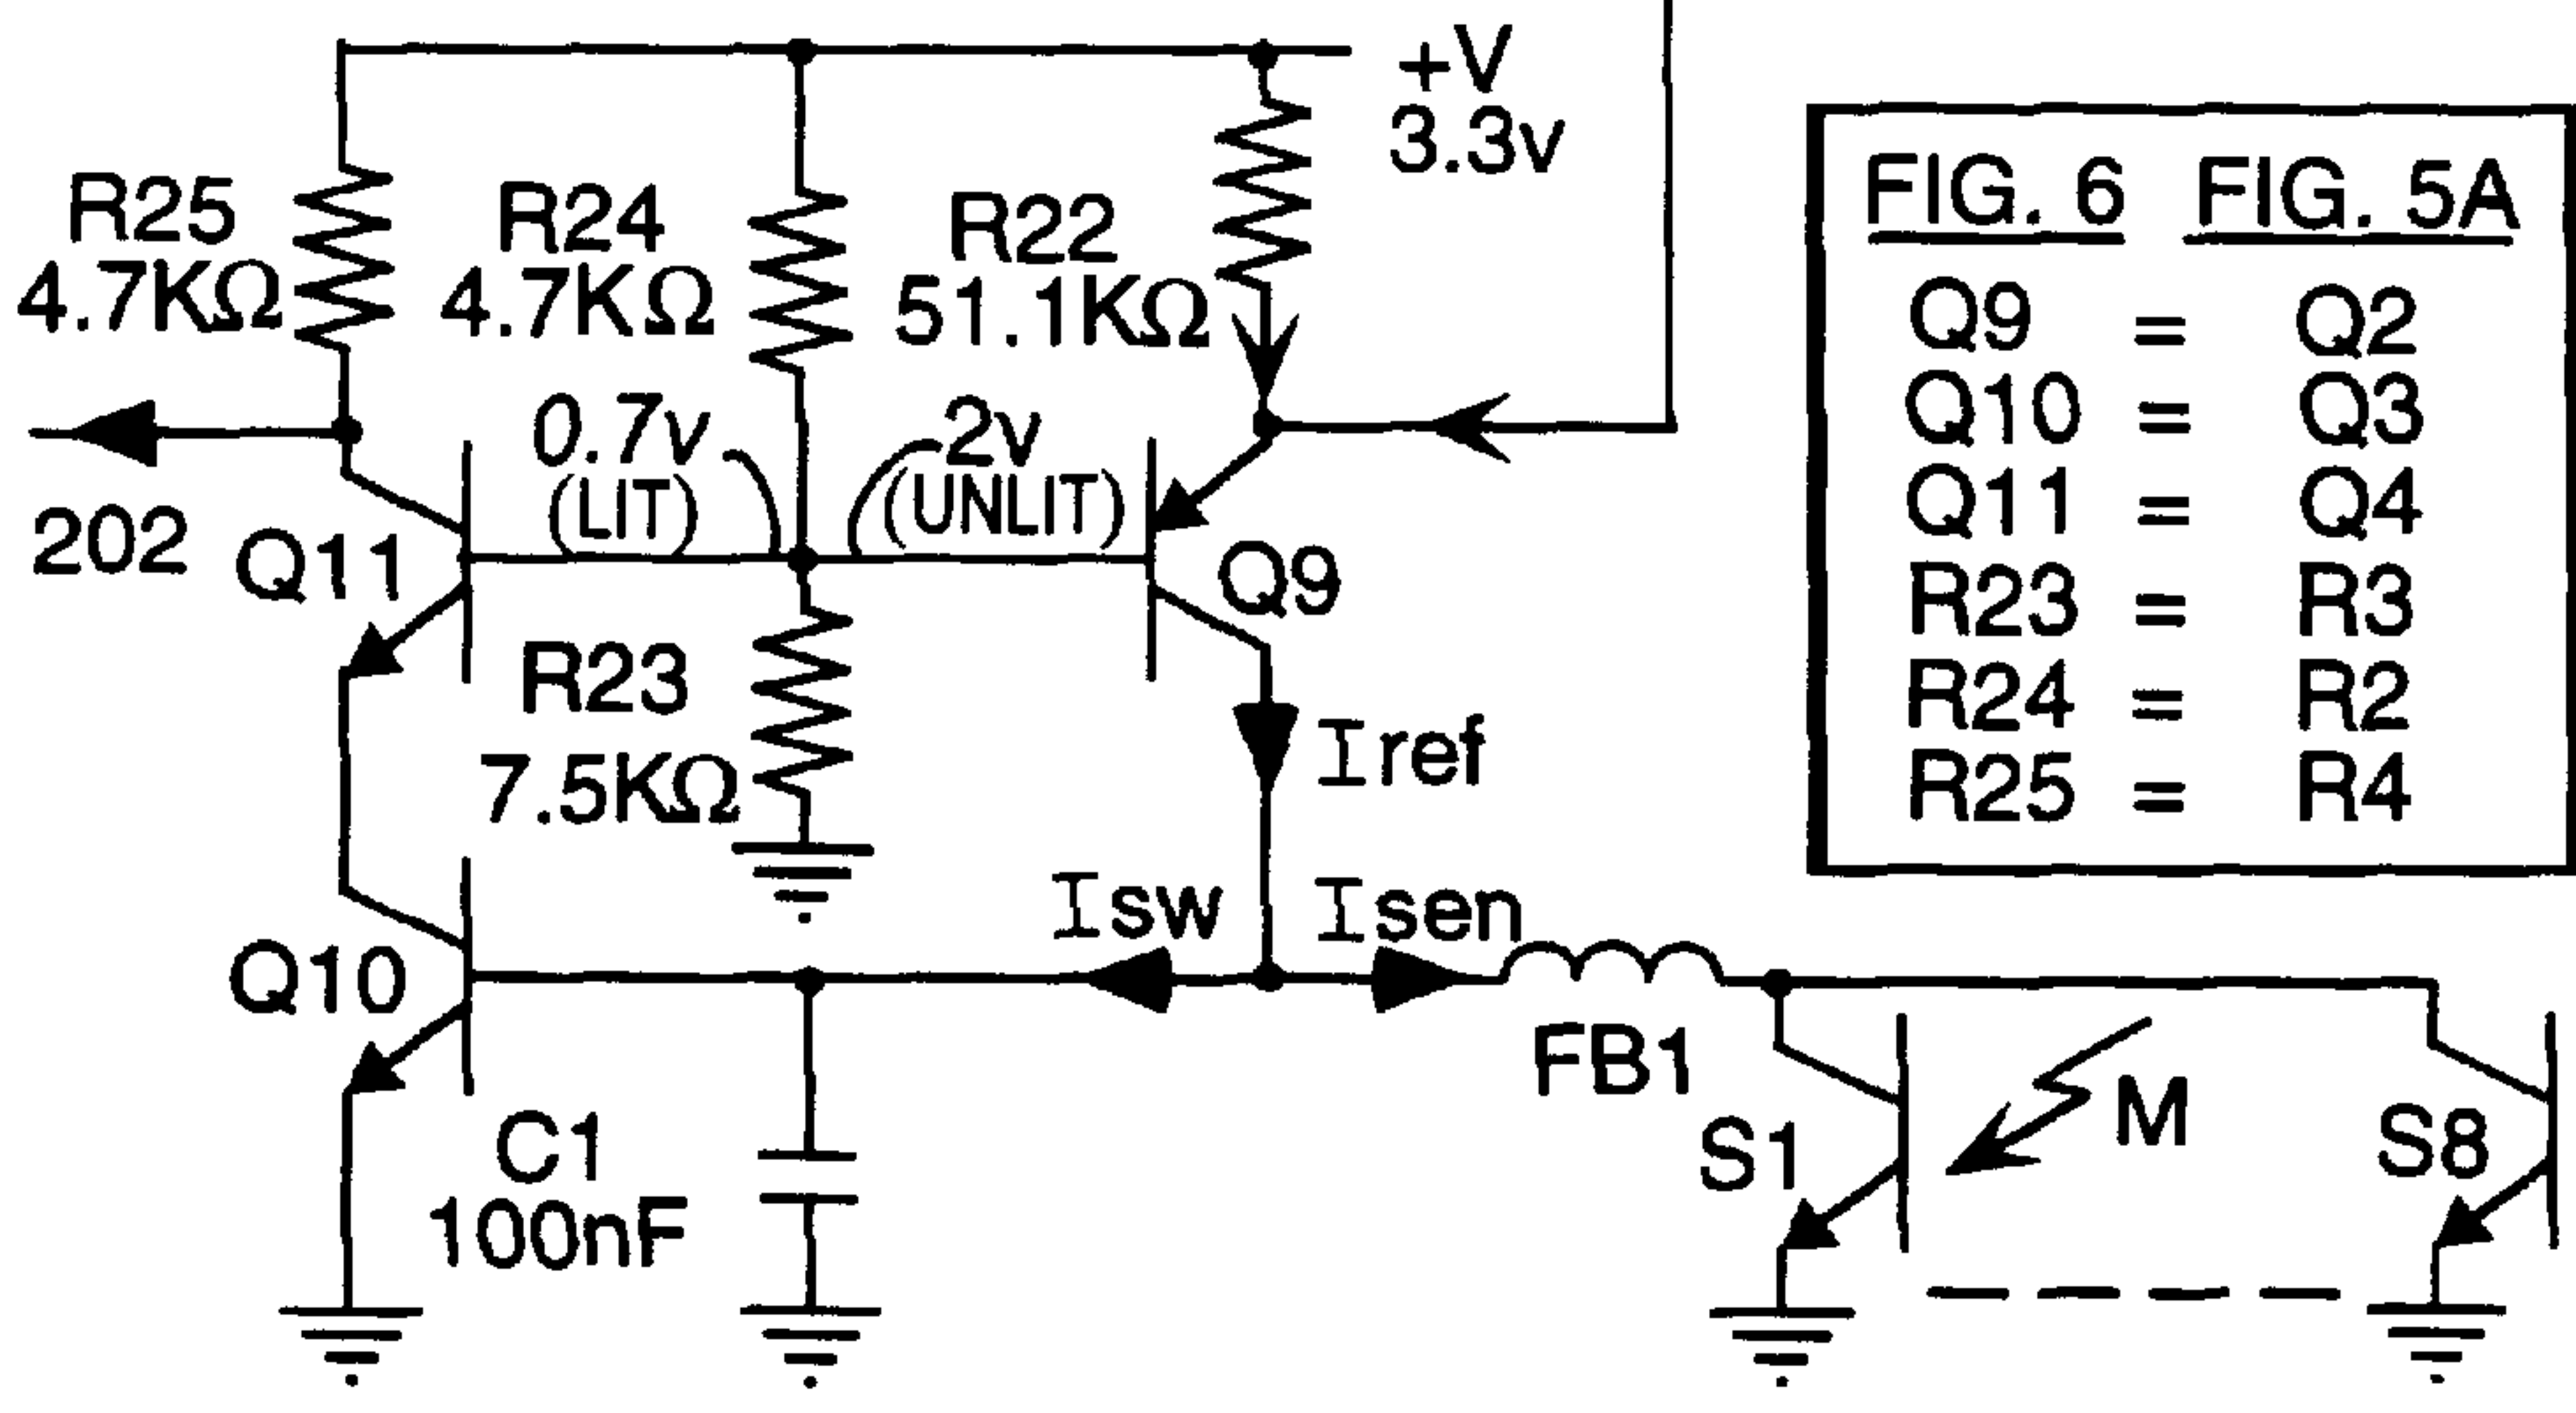 +V
3.3v
R25
4.7KΩ
R24
4.7KΩ
R22
51.1KΩ
0.7v
(LIT)
2v
(UNLIT)
202
Q11
Q9
R23
7.5KΩ
Iref
Isw
Isen
Q10
C1
100nF
FB1
S1
M
S8
FIG. 6 FIG. 5A
Q9 = Q2
Q10 = Q3
Q11 = Q4
R23 = R3
R24 = R2
R25 = R4